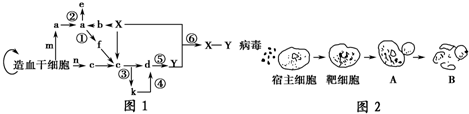 e
②
a a b X
① ⑥ X—Y 病毒
m f
造血干细胞 n c c d ⑤ Y
③ ④
k
宿主细胞 靶细胞 A B
图1 图2